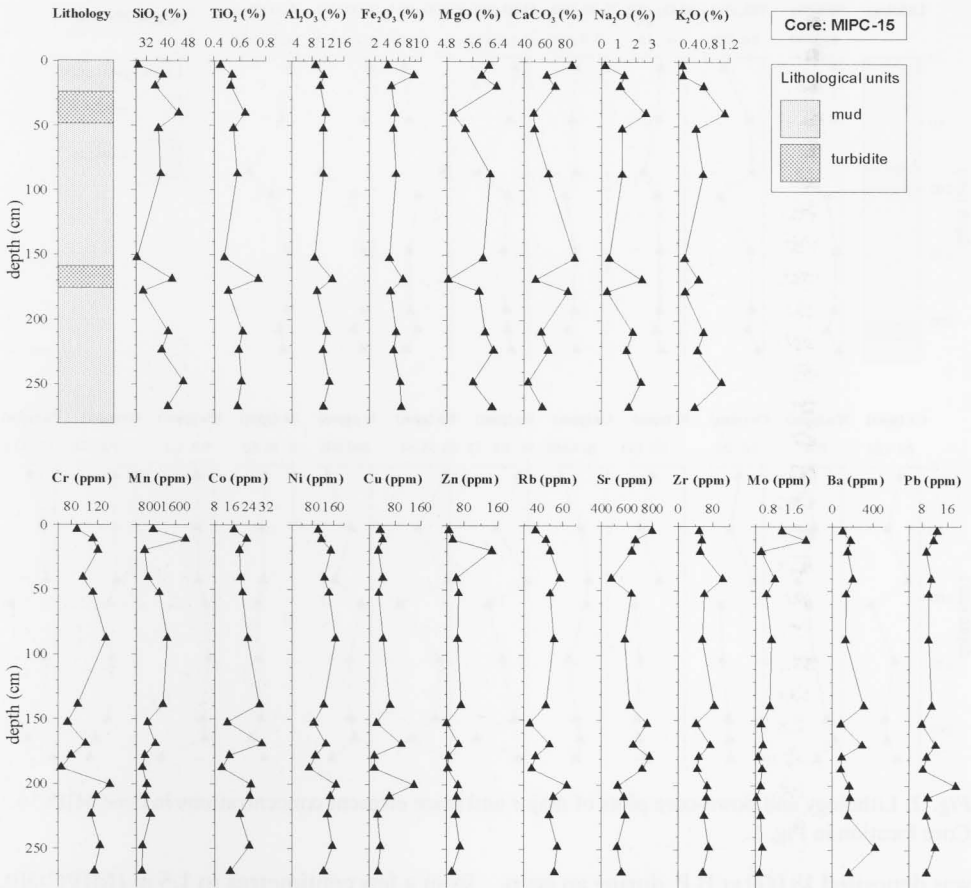 Lithology SiO₂ (%) TiO₂ (%) Al₂O₃ (%) Fe₂O₃ (%) MgO (%) CaCO₃ (%) Na₂O (%) K₂O (%)
32 40 48 0.4 0.6 0.8 4 8 12 16 2 4 6 8 10 4.8 5.6 6.4 40 60 80 0 1 2 3 0.4 0.8 1.2
Core: MIPC-15
Lithological units
mud
turbidite
0
50
100
150
200
250
depth (cm)
Cr (ppm) Mn (ppm) Co (ppm) Ni (ppm) Cu (ppm) Zn (ppm) Rb (ppm) Sr (ppm) Zr (ppm) Mo (ppm) Ba (ppm) Pb (ppm)
80 120 800 1600 8 16 24 32 80 160 80 160 80 160 40 60 400 600 800 0 80 0.8 1.6 0 400 8 16
0
50
100
150
200
250
depth (cm)